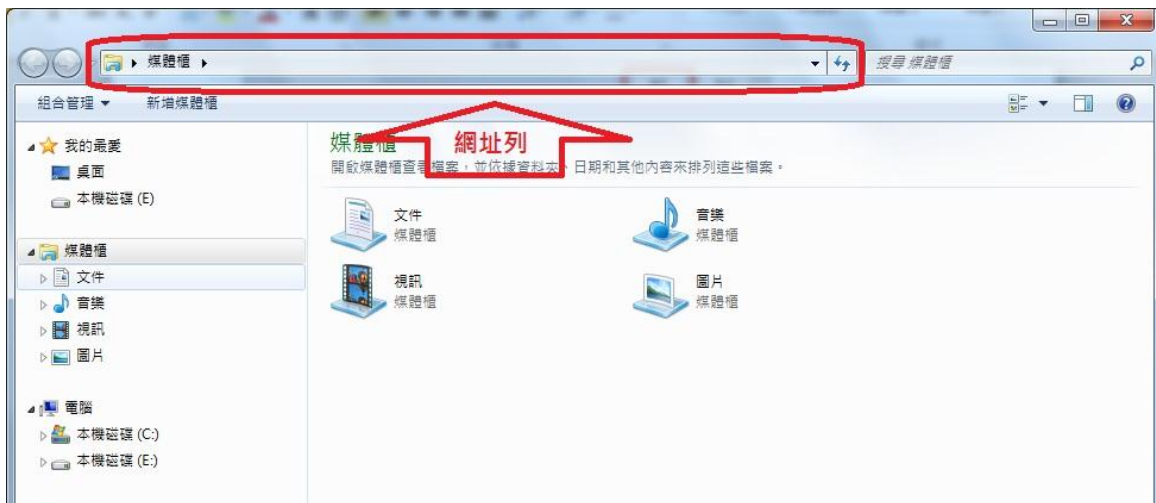 媒體櫃
搜尋 媒體櫃
組合管理
新增媒體櫃
網址列
我的最愛
桌面
本機磁碟 (E)
媒體櫃
文件
音樂
視訊
圖片
電腦
本機磁碟 (C:)
本機磁碟 (E:)
媒體櫃
開啟媒體櫃查看檔案，並依據資料夾、日期和其他內容來排列這些檔案。
文件
媒體櫃
音樂
媒體櫃
視訊
媒體櫃
圖片
媒體櫃